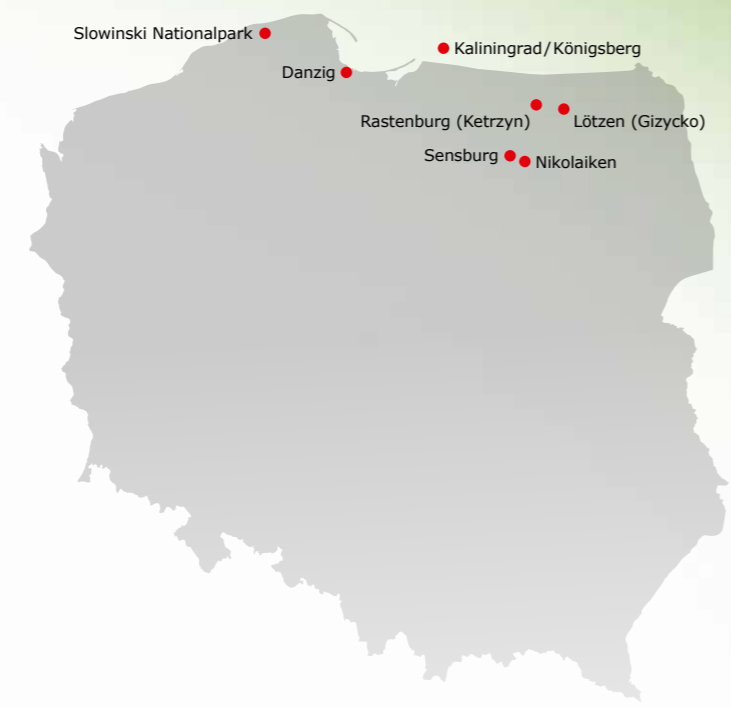 Slowinski Nationalpark
Kaliningrad/Königsberg
Danzig
Rastenburg (Ketrzyn)
Lötzen (Gizycko)
Sensburg
Nikolaiken